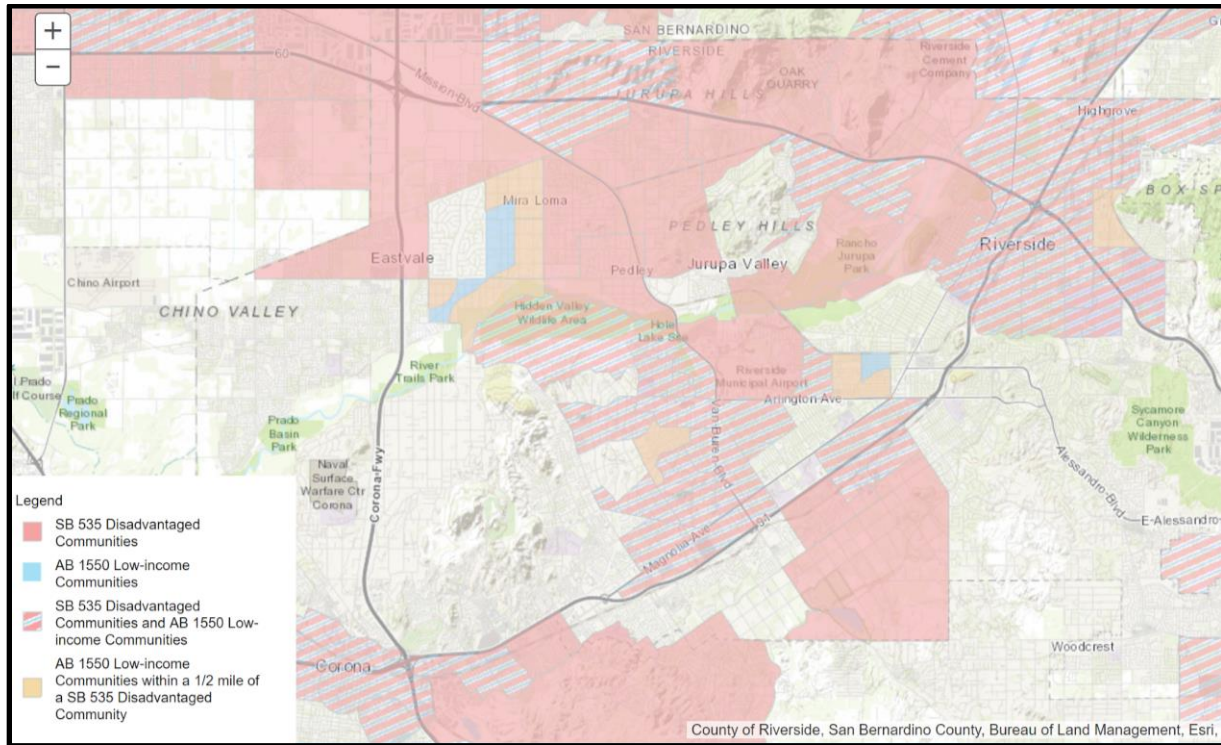 +
−
SAN BERNARDINO
RIVERSIDE
60
Mission-Blvd
OAK
QUARRY
Riverside
Cement
Company
JURUPA HILLS
Highgrove
Mira Loma
PEDLEY HILLS
Eastvale
Pedley
Jurupa Valley
Rancho
Jurupa
Park
Riverside
Chino Airport
CHINO VALLEY
Hidden Valley
Wildlife Area
River
Trails Park
Riverside
Municipal Airport
Arlington Ave
Van-Buren-Blvd
Prado
Regional
Park
Prado
Basin
Park
Corona-Fwy
Naval
Surface
Warfare Ctr
Corona
Sycamore
Canyon
Wilderness
Park
Alessandro-Blvd
E-Alessandro
Magnolia-Ave
Corona
Woodcrest
Legend
SB 535 Disadvantaged
Communities
AB 1550 Low-income
Communities
SB 535 Disadvantaged
Communities and AB 1550 Low-
income Communities
AB 1550 Low-income
Communities within a 1/2 mile of
a SB 535 Disadvantaged
Community
County of Riverside, San Bernardino County, Bureau of Land Management, Esri,